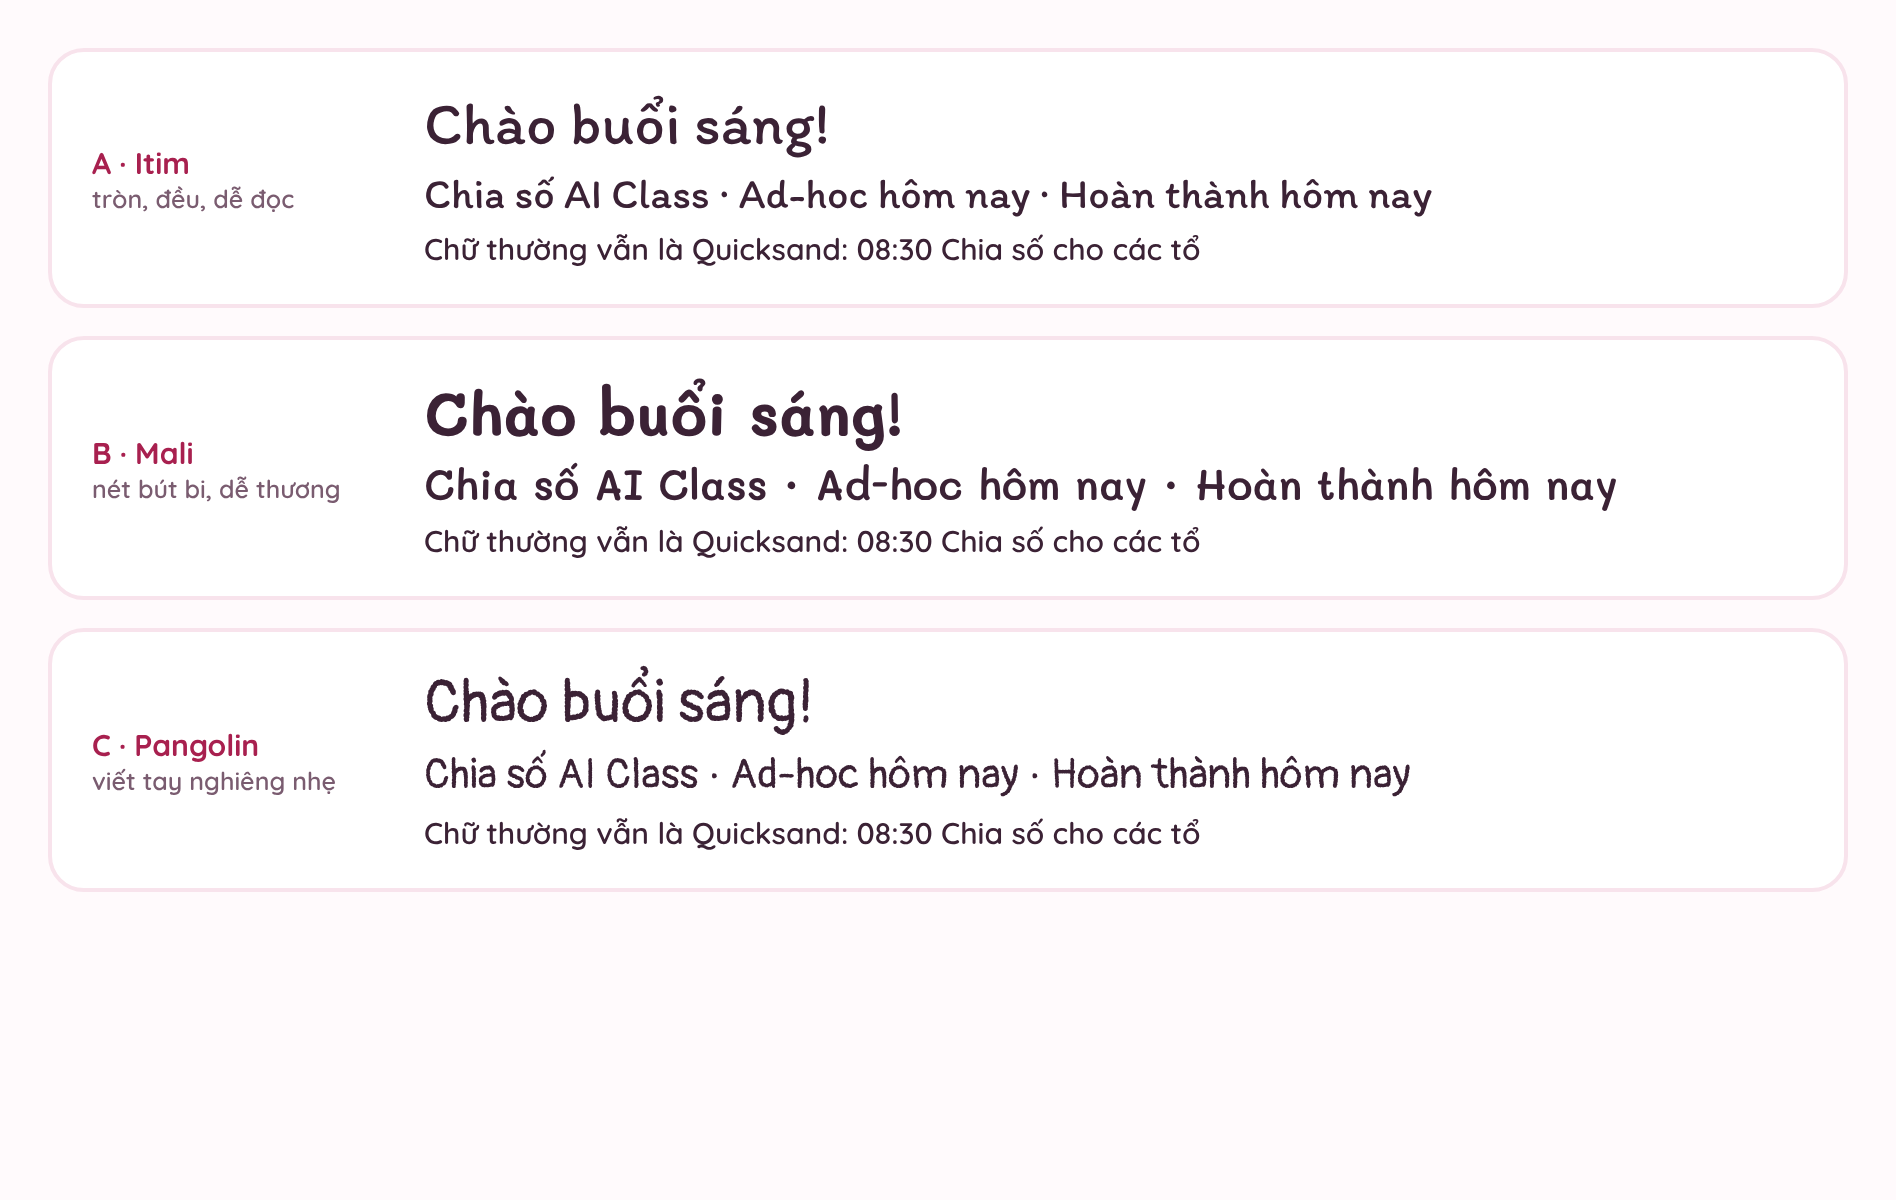 A · Itim
tròn, đều, dễ đọc
Chào buổi sáng!
Chia số AI Class · Ad-hoc hôm nay · Hoàn thành hôm nay
Chữ thường vẫn là Quicksand: 08:30 Chia số cho các tổ
B · Mali
nét bút bi, dễ thương
Chào buổi sáng!
Chia số AI Class · Ad-hoc hôm nay · Hoàn thành hôm nay
Chữ thường vẫn là Quicksand: 08:30 Chia số cho các tổ
C · Pangolin
viết tay nghiêng nhẹ
Chào buổi sáng!
Chia số AI Class · Ad-hoc hôm nay · Hoàn thành hôm nay
Chữ thường vẫn là Quicksand: 08:30 Chia số cho các tổ